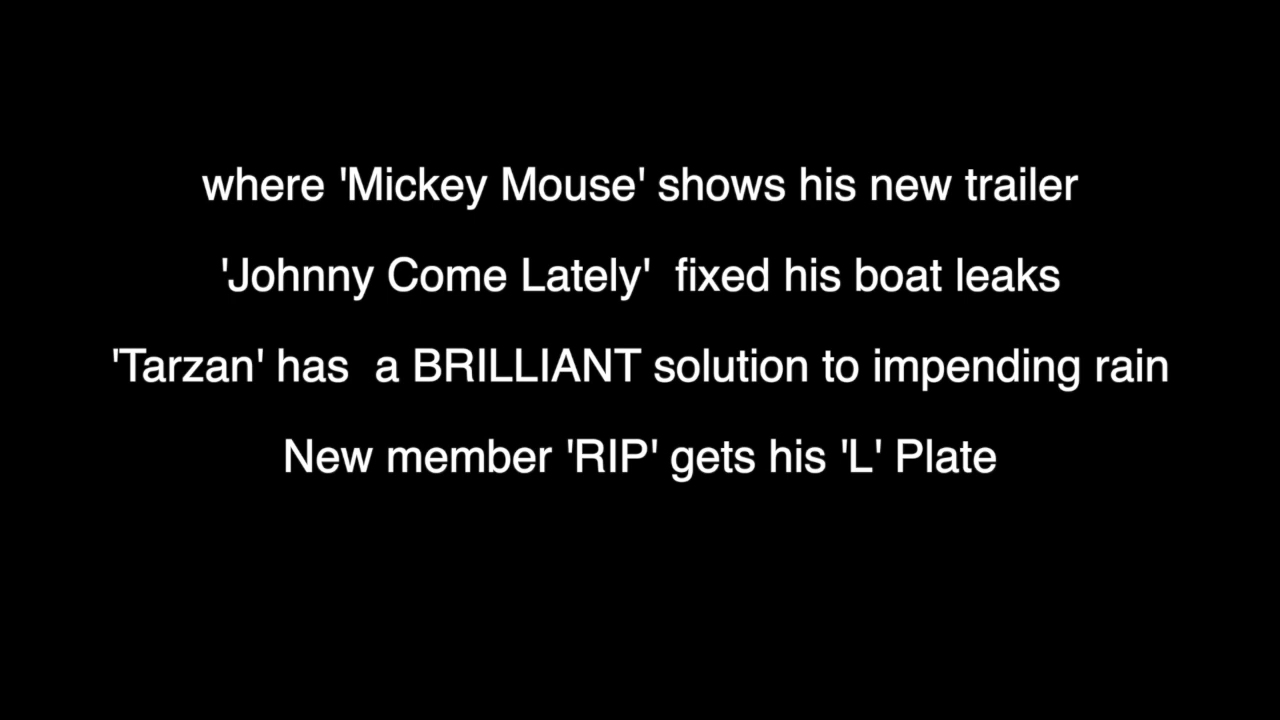 where 'Mickey Mouse' shows his new trailer
'Johnny Come Lately'  fixed his boat leaks
'Tarzan' has  a BRILLIANT solution to impending rain
New member 'RIP' gets his 'L' Plate